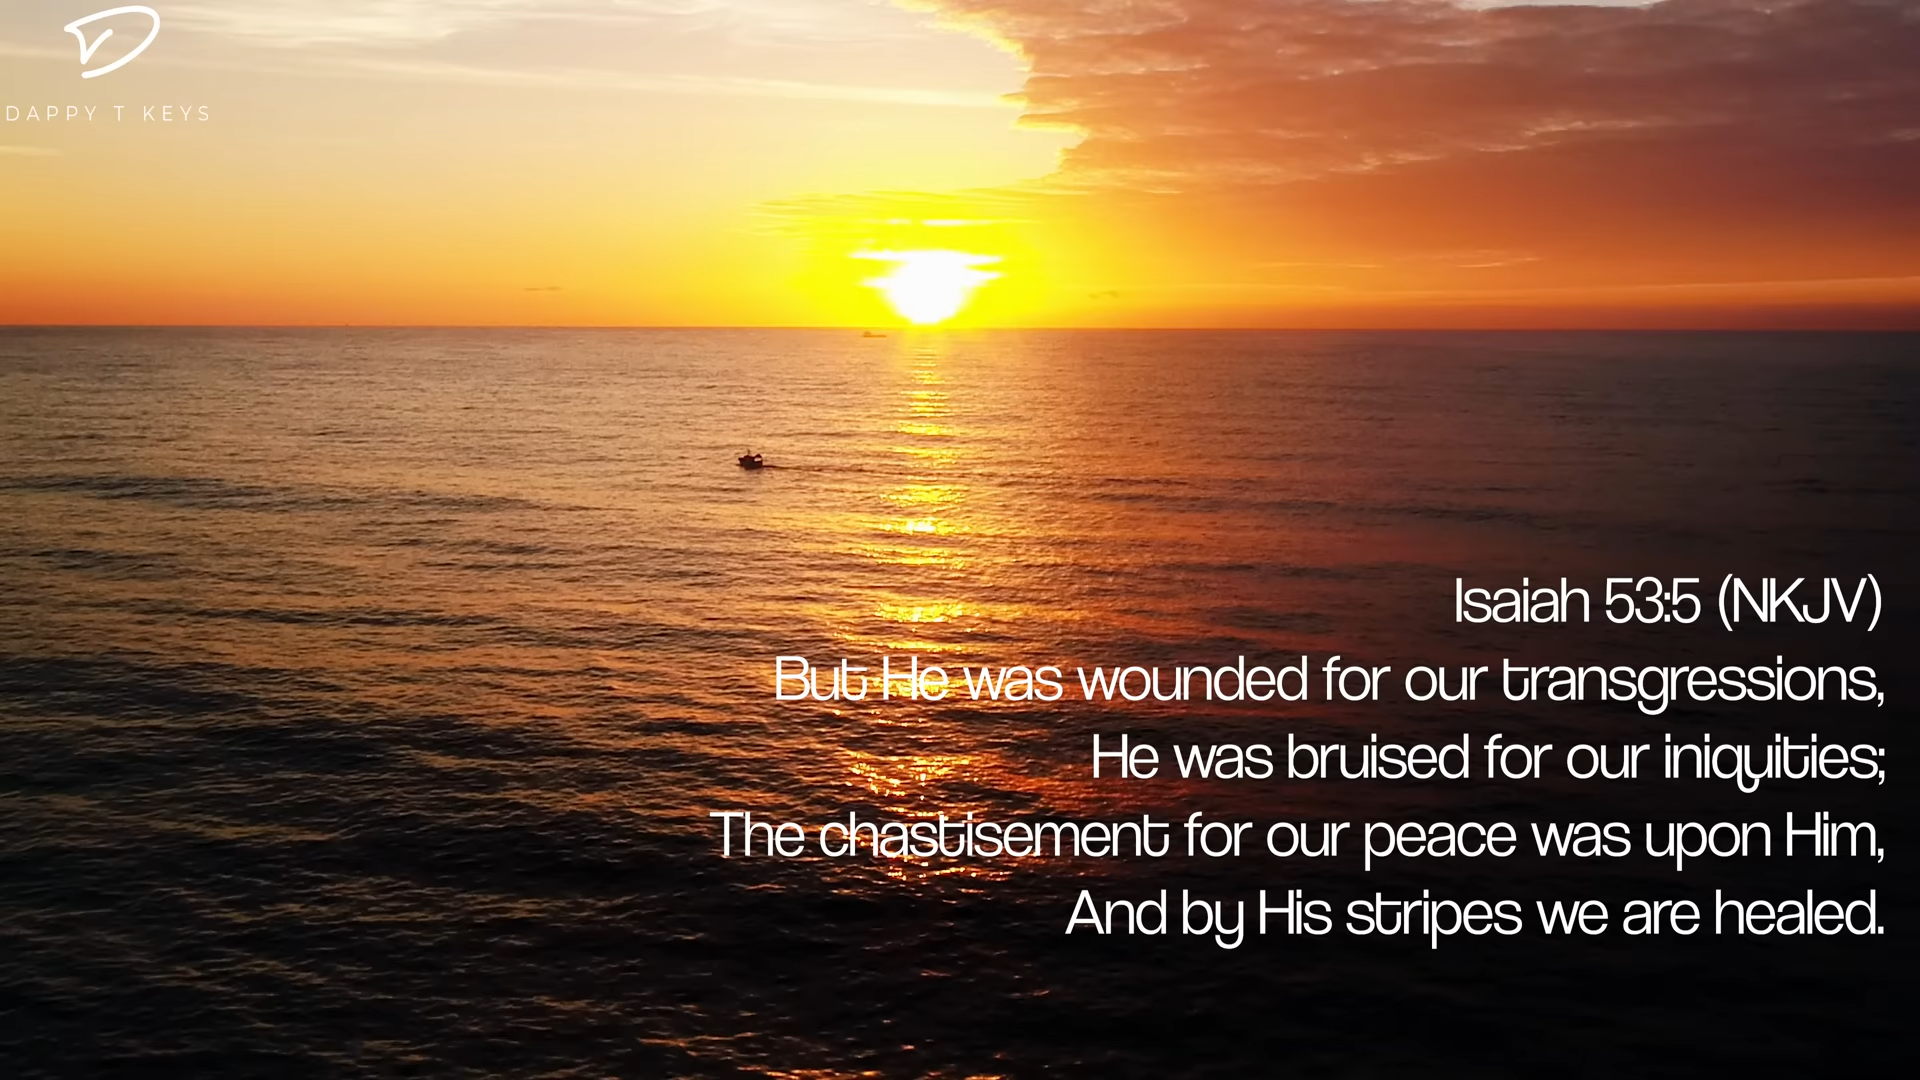 DAPPY T KEYS
Isaiah 53:5 (NKJV)
But He was wounded for our transgressions,
He was bruised for our iniquities;
The chastisement for our peace was upon Him,
And by His stripes we are healed.